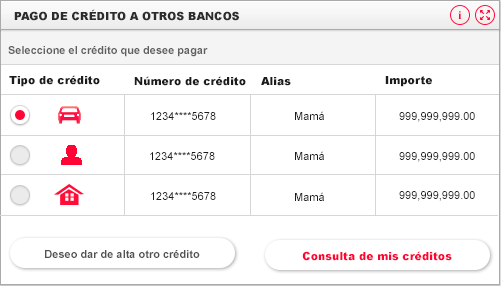 PAGO DE CRÉDITO A OTROS BANCOS i
Seleccione el crédito que desee pagar
Tipo de crédito Número de crédito Alias Importe
1234****5678 Mamá 999,999,999.00
1234****5678 Mamá 999,999,999.00
1234****5678 Mamá 999,999,999.00
Deseo dar de alta otro crédito Consulta de mis créditos